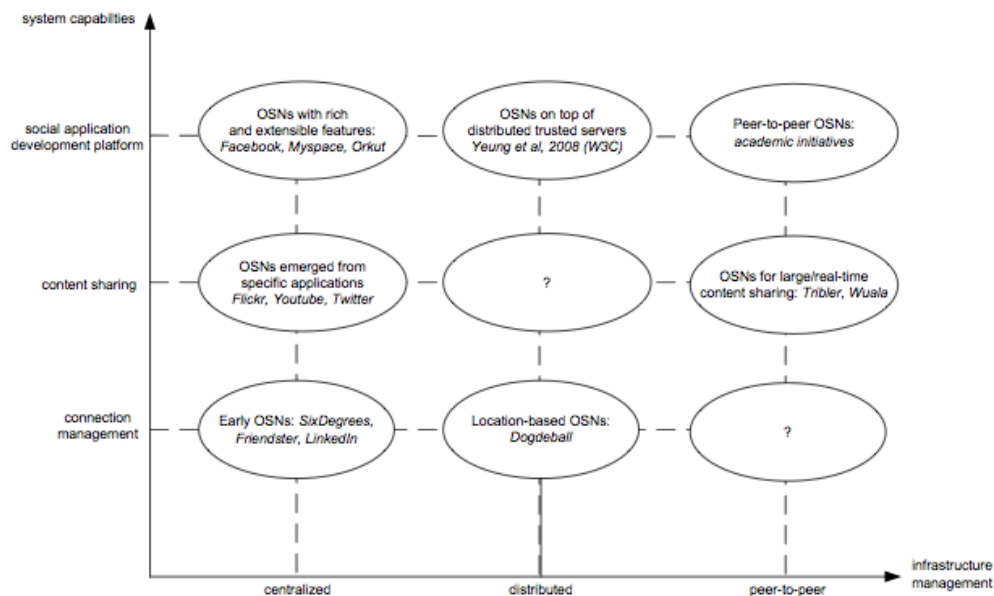 system capabilties
social application
development platform
OSNs with rich
and extensible features:
Facebook, Myspace, Orkut
OSNs on top of
distributed trusted servers
Yeung et al, 2008 (W3C)
Peer-to-peer OSNs:
academic initiatives
content sharing
OSNs emerged from
specific applications
Flickr, Youtube, Twitter
?
OSNs for large/real-time
content sharing: Tribler, Wuala
connection
management
Early OSNs: SixDegrees,
Friendster, LinkedIn
Location-based OSNs:
Dogdeball
?
infrastructure
management
centralized
distributed
peer-to-peer